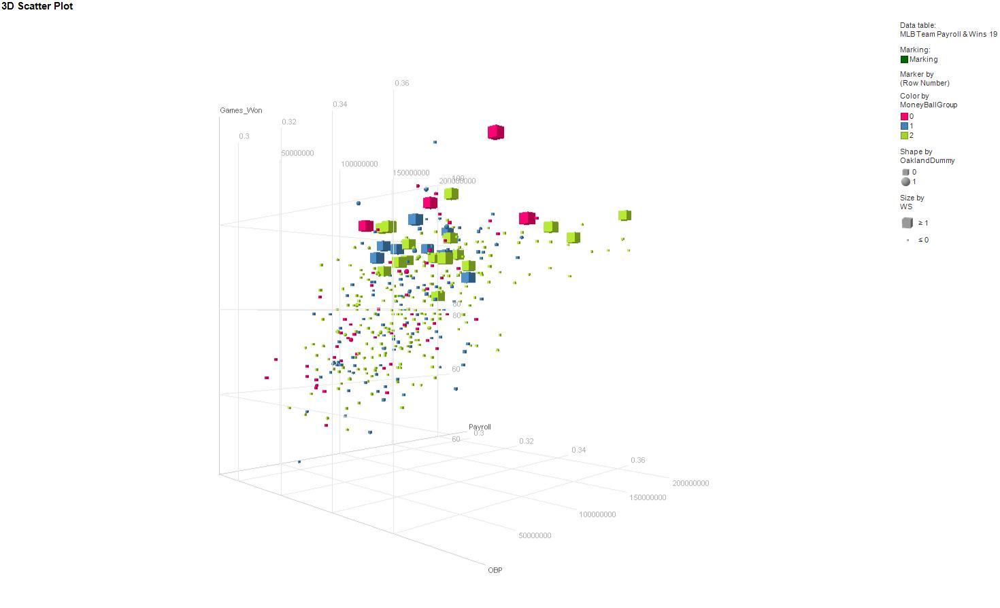 3D Scatter Plot
Data table:
MLB Team Payroll & Wins 19
Marking:
Marking
Marker by
(Row Number)
Color by
MoneyBallGroup
0
1
2
Shape by
OaklandDummy
0
1
Size by
WS
≥ 1
≤ 0
0.36
0.34
Games_Won
0.32
0.3
50000000
100000000
150000000
100
200000000
80
80
60
Payroll
0.3
60
0.32
0.34
0.36
200000000
150000000
100000000
50000000
OBP